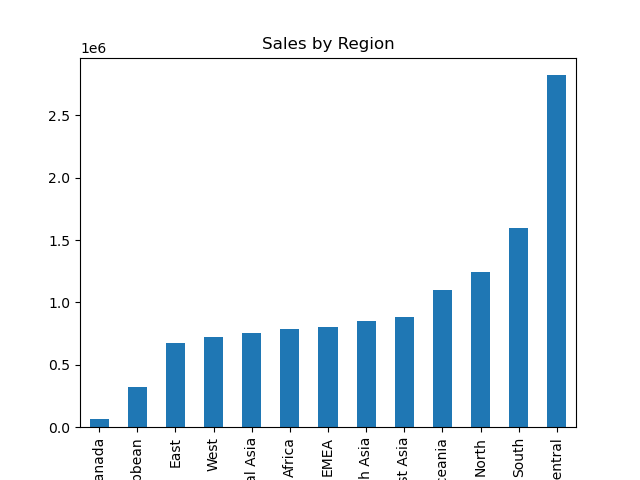 Sales by Region
1e6
2.5
2.0
1.5
1.0
0.5
0.0
anada
bbean
East
West
al Asia
Africa
EMEA
h Asia
st Asia
ceania
North
South
entral